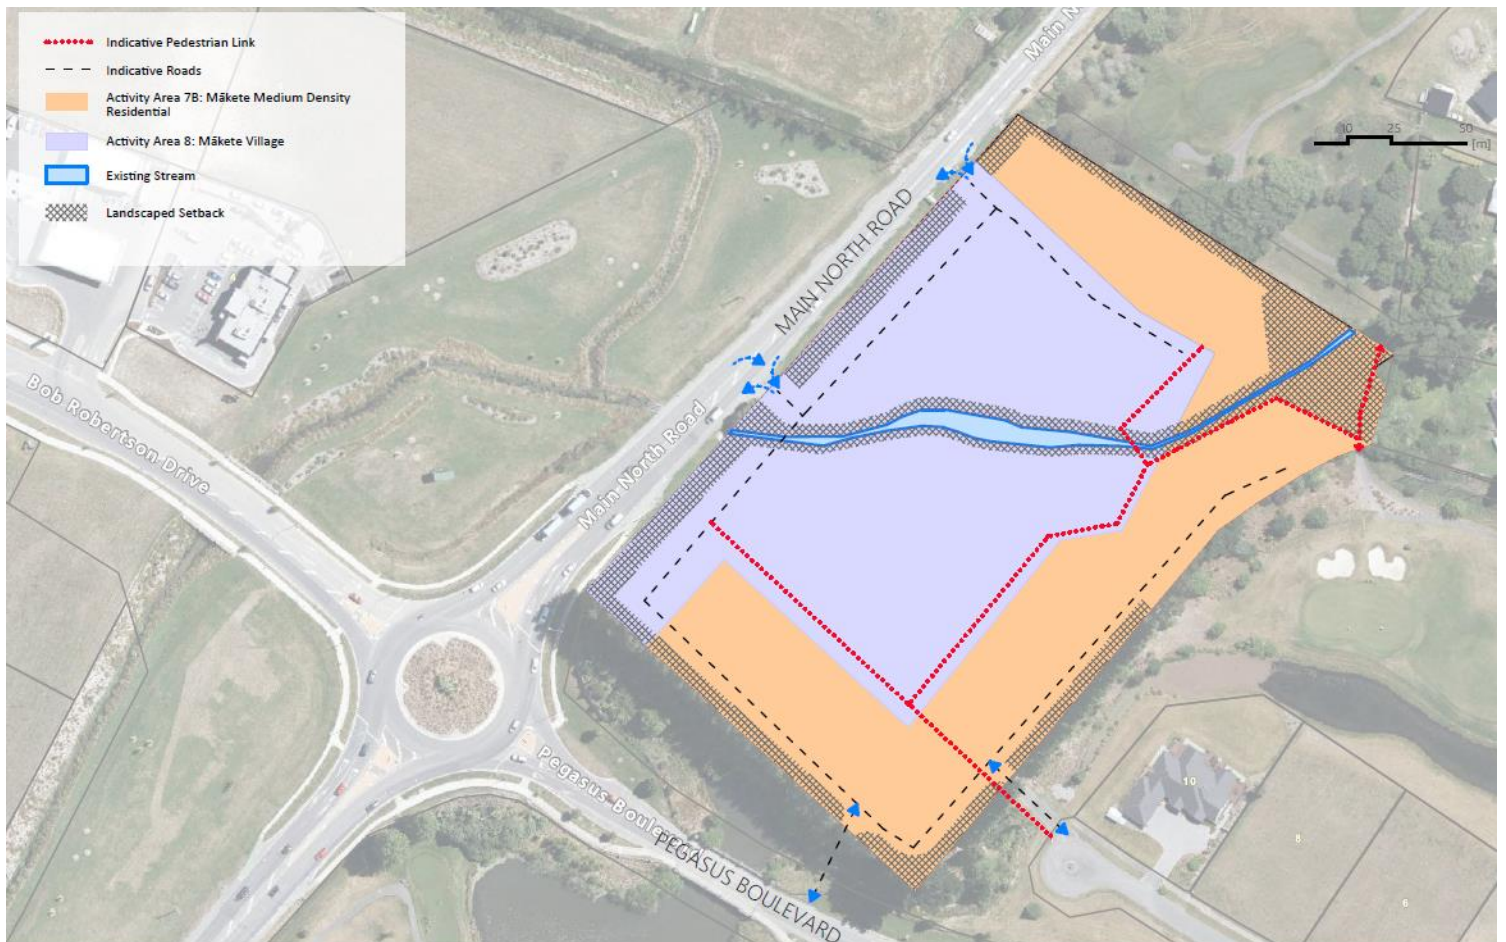 Indicative Pedestrian Link
Indicative Roads
Activity Area 7B: Mākete Medium Density
Residential
Activity Area 8: Mākete Village
Existing Stream
Landscaped Setback
MAIN NORTH ROAD
Main North Road
Bob Robertson Drive
Pegasus Boulevard
PEGASUS BOULEVARD
10 25 50
[m]
4
10
8
6